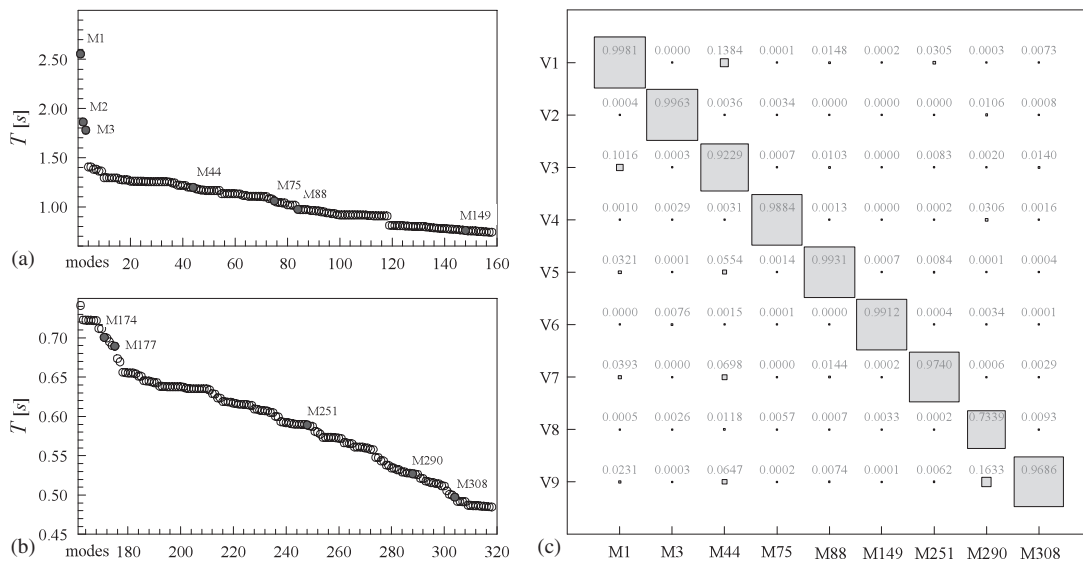 M1
M2
M3
M44
M75
M88
M149
2.50
2.00
1.50
1.00
T [s]
(a)
modes 20 40 60 80 100 120 140 160
M174
M177
M251
M290
M308
0.70
0.65
0.60
0.55
0.50
0.45
T [s]
(b)
modes 180 200 220 240 260 280 300 320
V1 0.9981 0.0000 0.1384 0.0001 0.0148 0.0002 0.0305 0.0003 0.0073
V2 0.0004 0.9963 0.0036 0.0034 0.0000 0.0000 0.0000 0.0106 0.0008
V3 0.1016 0.0003 0.9229 0.0007 0.0103 0.0000 0.0083 0.0020 0.0140
V4 0.0010 0.0029 0.0031 0.9884 0.0013 0.0000 0.0002 0.0306 0.0016
V5 0.0321 0.0001 0.0554 0.0014 0.9931 0.0007 0.0084 0.0001 0.0004
V6 0.0000 0.0076 0.0015 0.0001 0.0000 0.9912 0.0004 0.0034 0.0001
V7 0.0393 0.0000 0.0698 0.0002 0.0144 0.0002 0.9740 0.0006 0.0029
V8 0.0005 0.0026 0.0118 0.0057 0.0007 0.0033 0.0002 0.7339 0.0093
V9 0.0231 0.0003 0.0647 0.0002 0.0074 0.0001 0.0062 0.1633 0.9686
(c)
M1 M3 M44 M75 M88 M149 M251 M290 M308